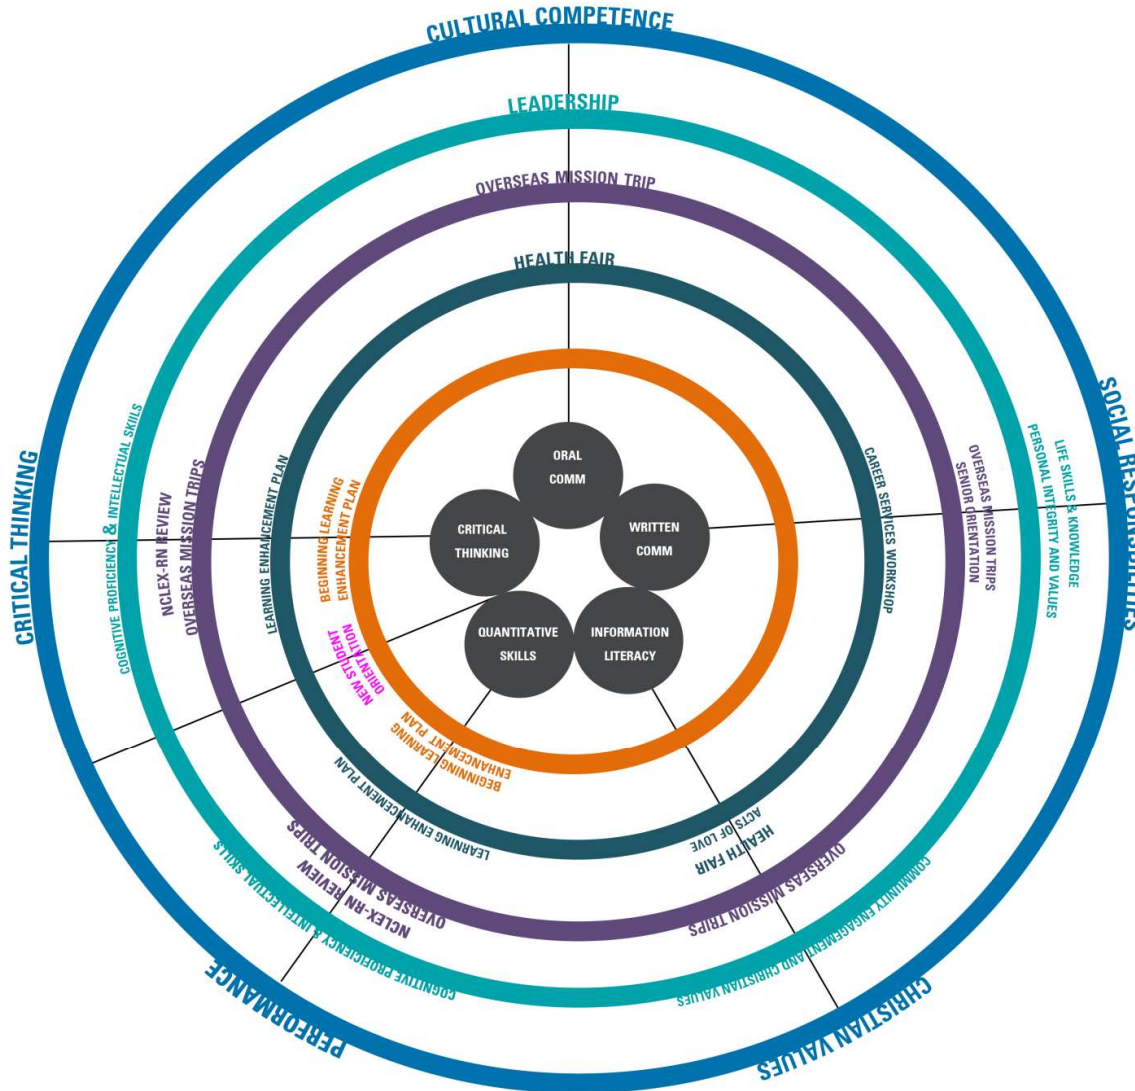 CULTURAL COMPETENCE
LEADERSHIP
OVERSEAS MISSION TRIP
HEALTH FAIR
ORAL
COMM
CRITICAL
THINKING
WRITTEN
COMM
QUANTITATIVE
SKILLS
INFORMATION
LITERACY
SOCIAL RESPONSIBILITIES
LIFE SKILLS & KNOWLEDGE
PERSONAL INTEGRITY AND VALUES
OVERSEAS MISSION TRIPS
SENIOR ORIENTATION
CAREER SERVICES WORKSHOP
CRITICAL THINKING
COGNITIVE PROFICIENCY & INTELLECTUAL SKIILS
NCLEX-RN REVIEW
OVERSEAS MISSION TRIPS
LEARNING ENHANCEMENT PLAN
BEGINNING LEARNING
ENHANCEMENT PLAN
NEW STUDENT
ORIENTATION
BEGINNING LEARNING
ENHANCEMENT PLAN
LEARNING ENHANCEMENT PLAN
OVERSEAS MISSION TRIPS
NCLEX-RN REVIEW
COGNITIVE PROFICIENCY & INTELLECTUAL SKILLS
PERFORMANCE
ACTS OF LOVE
HEALTH FAIR
OVERSEAS MISSION TRIPS
COMMUNITY ENGAGEMENT AND CHRISTIAN VALUES
CHRISTIAN VALUES